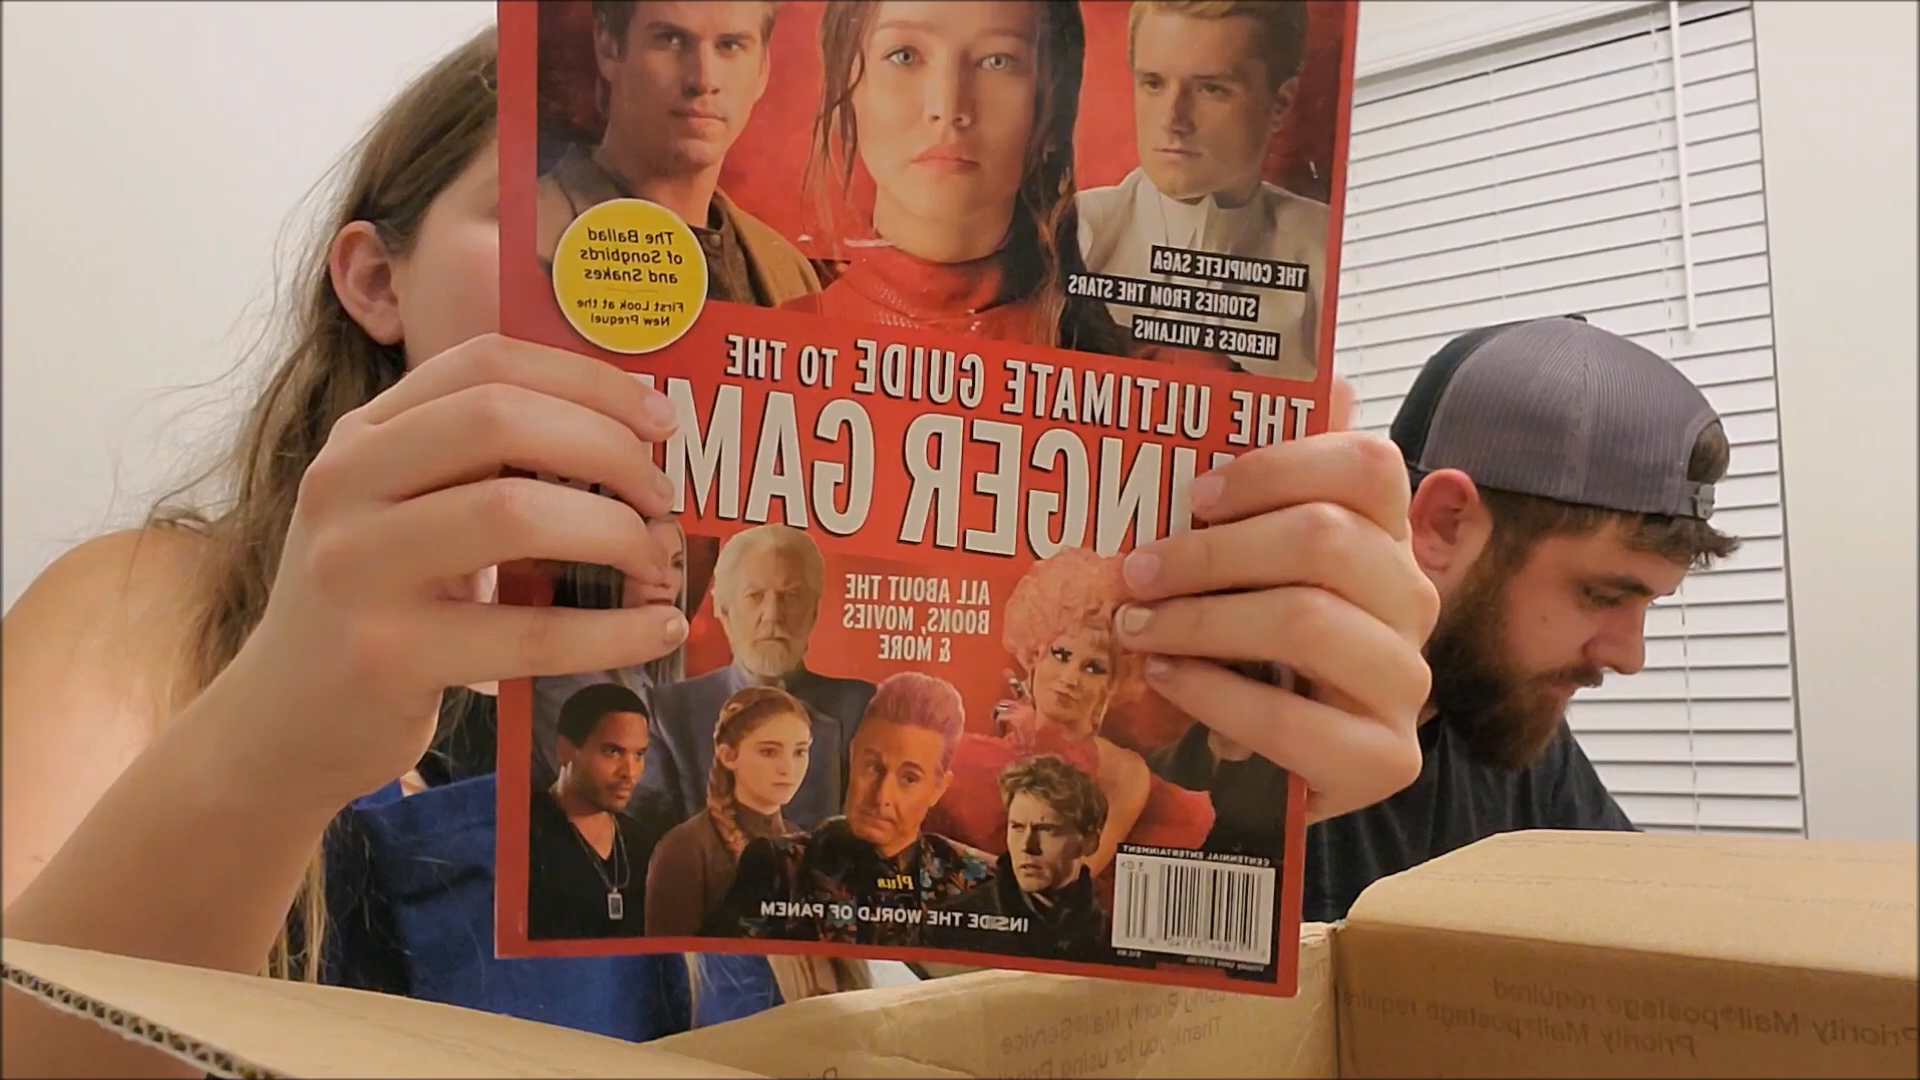 The Ballad
of Songbirds
and Snakes
First Look at the
New Prequel
THE COMPLETE SAGA
STORIES FROM THE STARS
HEROES & VILLAINS
THE ULTIMATE GUIDE TO THE
UNGER GAM
ALL ABOUT THE
BOOKS, MOVIES
& MORE
Plus
INSIDE THE WORLD OF PANEM
CENTENNIAL ENTERTAINMENT
Thank you for using Priority Mail® Service
Priority Mail® postage required
Priority Mail® postage required